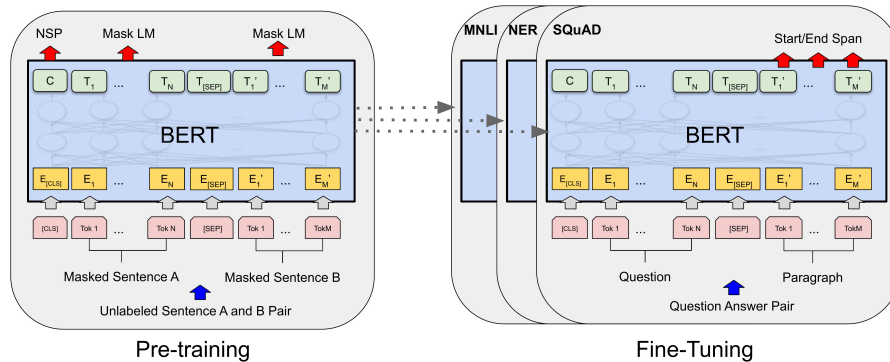 NSP Mask LM Mask LM
C T1 ... TN T[SEP] T1' ... TM'
BERT
E[CLS] E1 ... EN E[SEP] E1' ... EM'
[CLS] Tok 1 ... Tok N [SEP] Tok 1 ... TokM
Masked Sentence A Masked Sentence B
Unlabeled Sentence A and B Pair
Pre-training
MNLI NER SQuAD
Start/End Span
C T1 ... TN T[SEP] T1' ... TM'
BERT
E[CLS] E1 ... EN E[SEP] E1' ... EM'
[CLS] Tok 1 ... Tok N [SEP] Tok 1 ... TokM
Question Paragraph
Question Answer Pair
Fine-Tuning